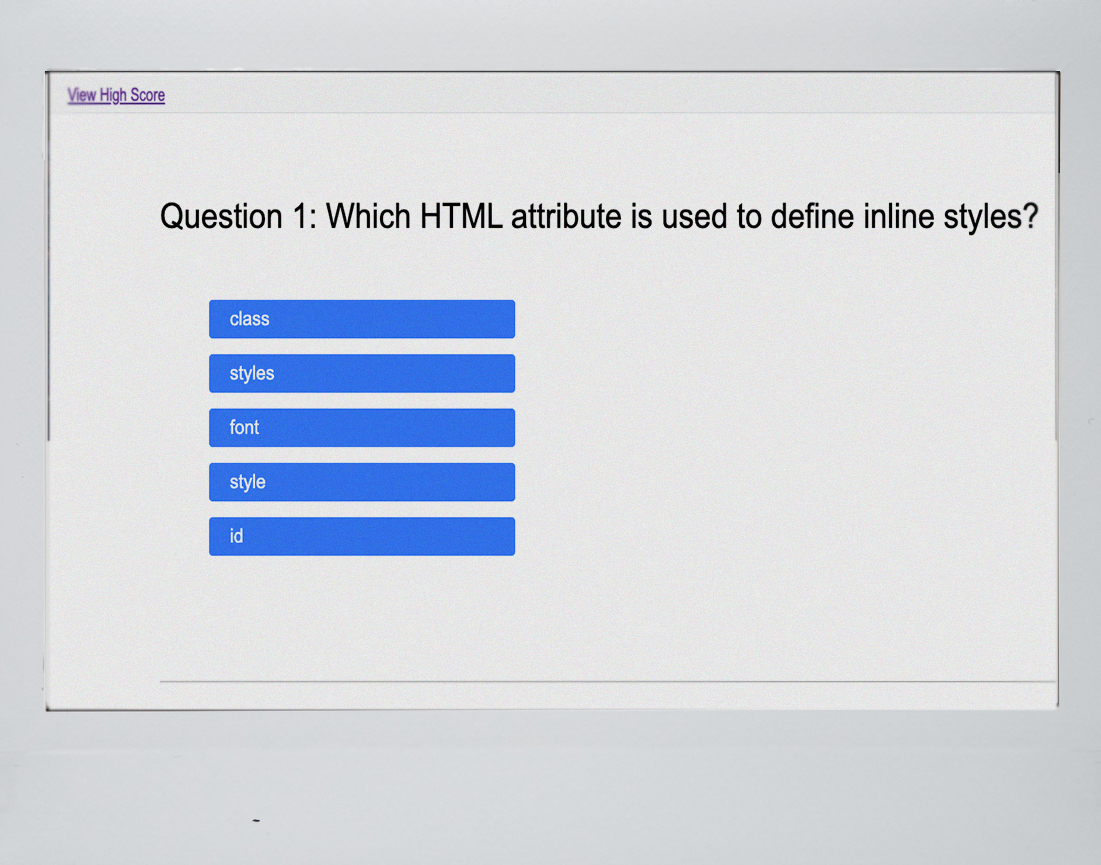 View High Score
Question 1: Which HTML attribute is used to define inline styles?
class
styles
font
style
id